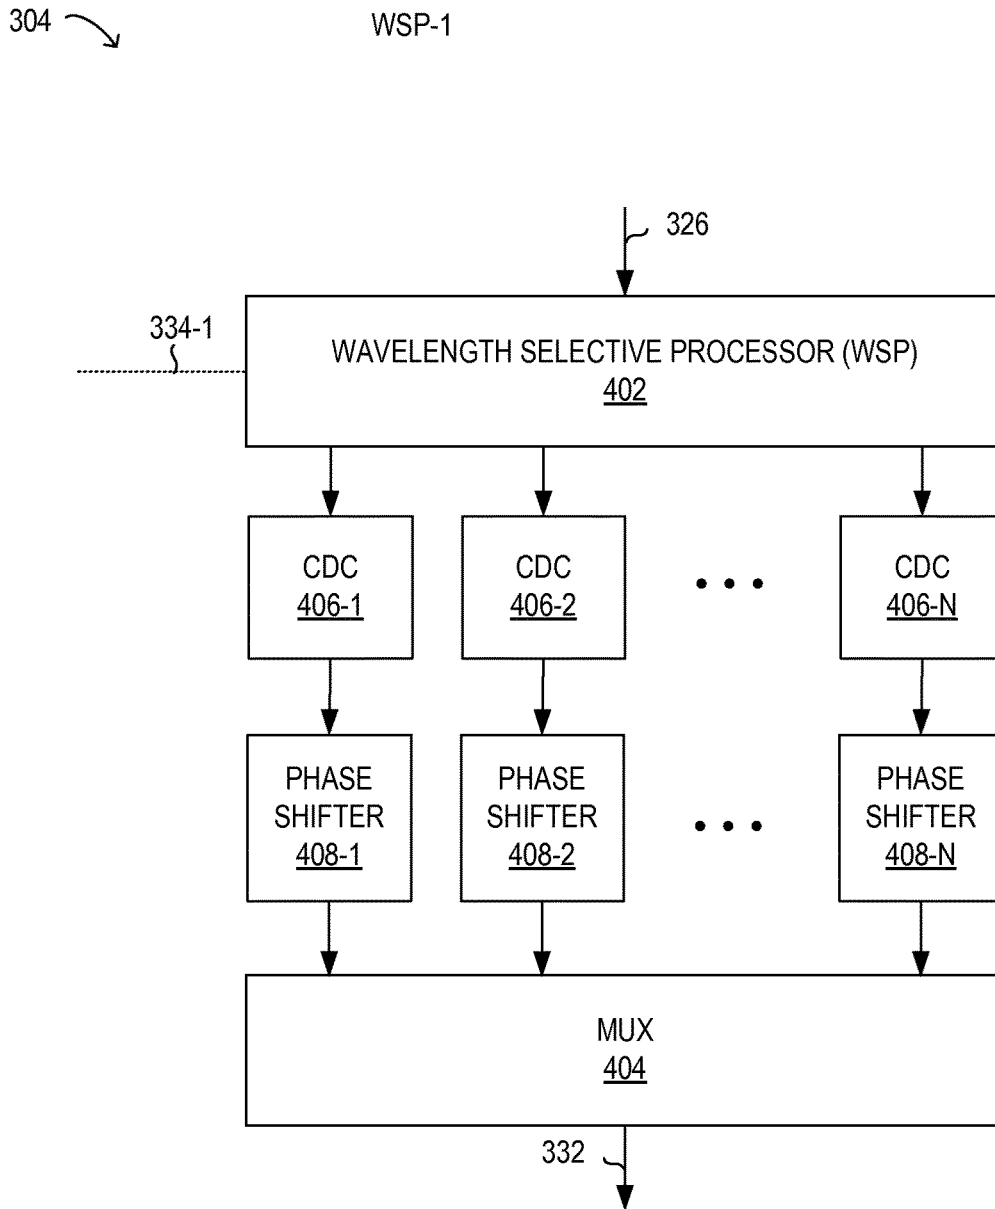 304
WSP-1
326
334-1
WAVELENGTH SELECTIVE PROCESSOR (WSP)
402
CDC
406-1
CDC
406-2
CDC
406-N
PHASE
SHIFTER
408-1
PHASE
SHIFTER
408-2
PHASE
SHIFTER
408-N
MUX
404
332